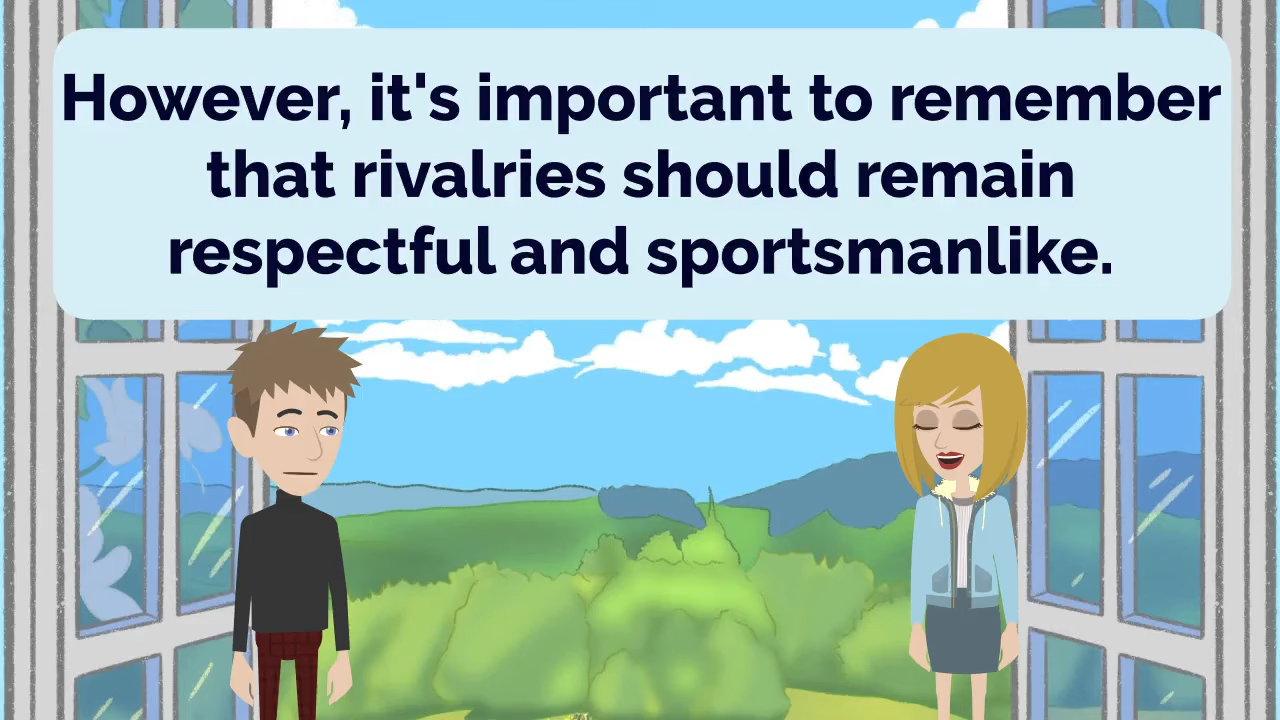 However, it's important to remember
that rivalries should remain
respectful and sportsmanlike.